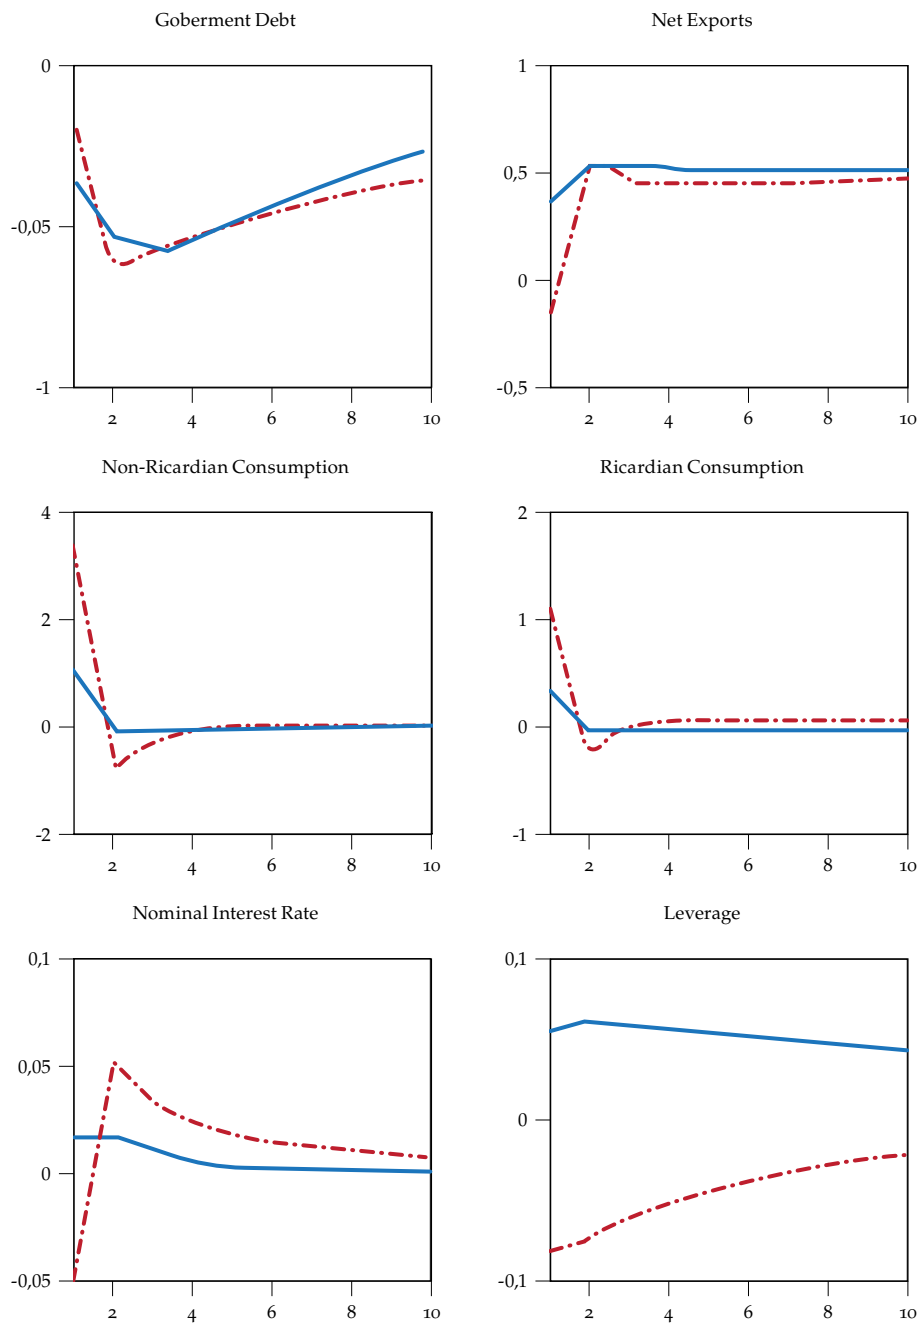 Goberment Debt
0
-0,05
-1
2 4 6 8 10
Net Exports
1
0,5
0
-0,5
2 4 6 8 10
Non-Ricardian Consumption
4
2
0
-2
2 4 6 8 10
Ricardian Consumption
2
1
0
-1
2 4 6 8 10
Nominal Interest Rate
0,1
0,05
0
-0,05
2 4 6 8 10
Leverage
0,1
0
-0,1
2 4 6 8 10